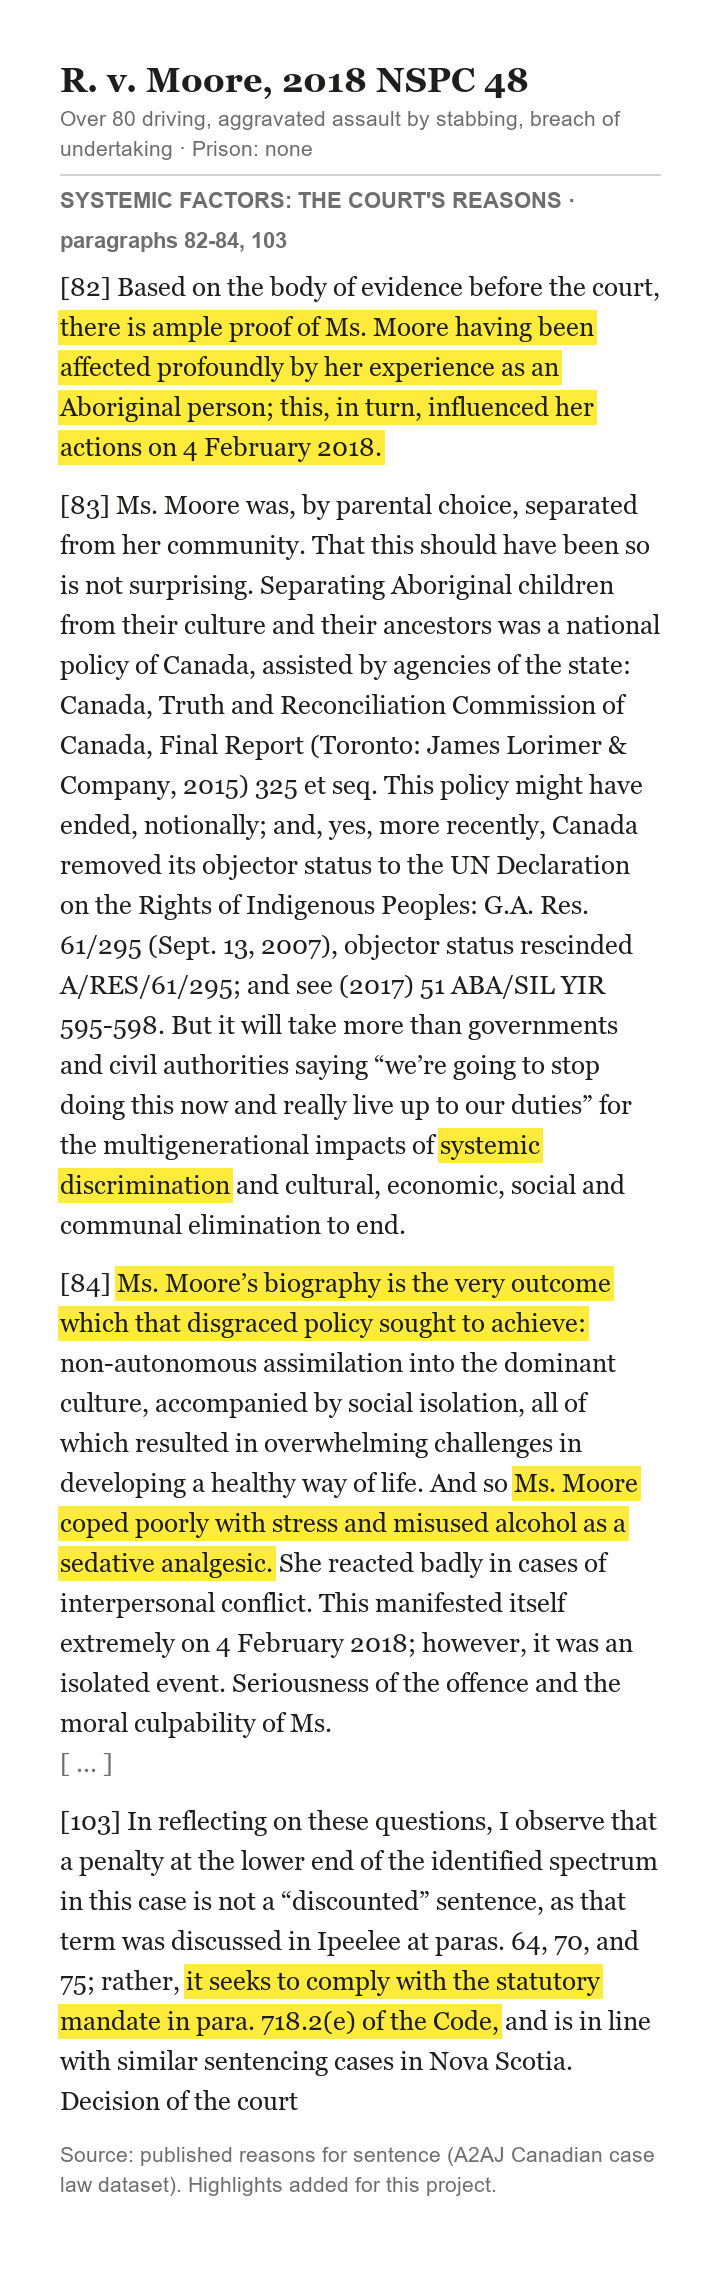 R. v. Moore, 2018 NSPC 48
Over 80 driving, aggravated assault by stabbing, breach of
undertaking · Prison: none
SYSTEMIC FACTORS: THE COURT'S REASONS ·
paragraphs 82-84, 103
[82] Based on the body of evidence before the court,
there is ample proof of Ms. Moore having been
affected profoundly by her experience as an
Aboriginal person; this, in turn, influenced her
actions on 4 February 2018.
[83] Ms. Moore was, by parental choice, separated
from her community. That this should have been so
is not surprising. Separating Aboriginal children
from their culture and their ancestors was a national
policy of Canada, assisted by agencies of the state:
Canada, Truth and Reconciliation Commission of
Canada, Final Report (Toronto: James Lorimer &
Company, 2015) 325 et seq. This policy might have
ended, notionally; and, yes, more recently, Canada
removed its objector status to the UN Declaration
on the Rights of Indigenous Peoples: G.A. Res.
61/295 (Sept. 13, 2007), objector status rescinded
A/RES/61/295; and see (2017) 51 ABA/SIL YIR
595-598. But it will take more than governments
and civil authorities saying “we’re going to stop
doing this now and really live up to our duties” for
the multigenerational impacts of systemic
discrimination and cultural, economic, social and
communal elimination to end.
[84] Ms. Moore’s biography is the very outcome
which that disgraced policy sought to achieve:
non-autonomous assimilation into the dominant
culture, accompanied by social isolation, all of
which resulted in overwhelming challenges in
developing a healthy way of life. And so Ms. Moore
coped poorly with stress and misused alcohol as a
sedative analgesic. She reacted badly in cases of
interpersonal conflict. This manifested itself
extremely on 4 February 2018; however, it was an
isolated event. Seriousness of the offence and the
moral culpability of Ms.
[ ... ]
[103] In reflecting on these questions, I observe that
a penalty at the lower end of the identified spectrum
in this case is not a “discounted” sentence, as that
term was discussed in Ipeelee at paras. 64, 70, and
75; rather, it seeks to comply with the statutory
mandate in para. 718.2(e) of the Code, and is in line
with similar sentencing cases in Nova Scotia.
Decision of the court
Source: published reasons for sentence (A2AJ Canadian case
law dataset). Highlights added for this project.